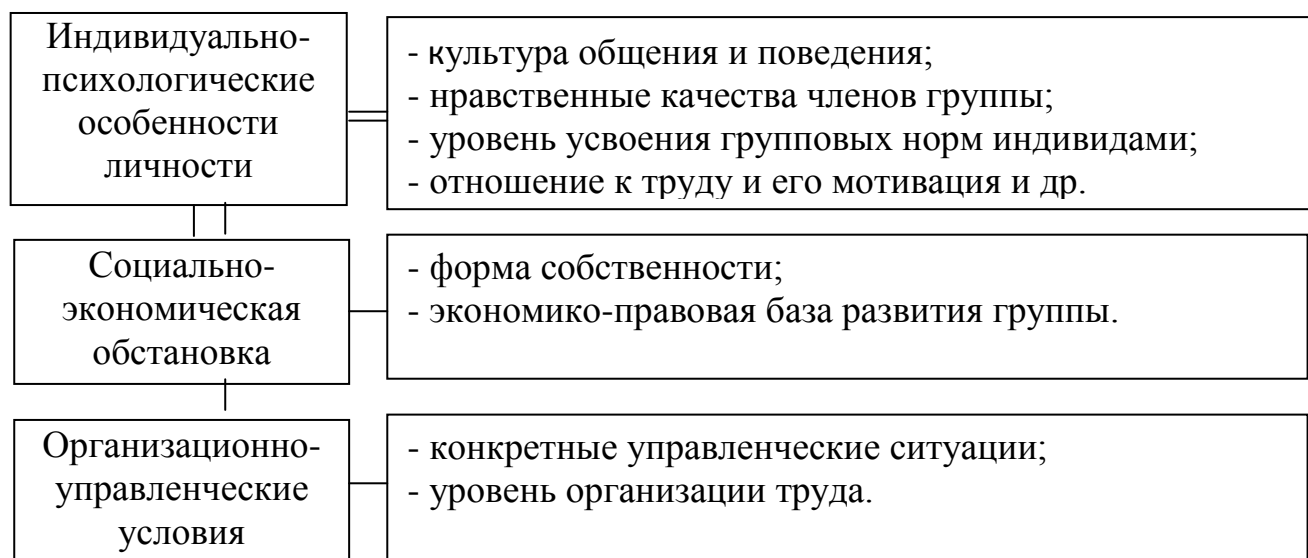 Индивидуально-
психологические
особенности
личности
- культура общения и поведения;
- нравственные качества членов группы;
- уровень усвоения групповых норм индивидами;
- отношение к труду и его мотивация и др.
Социально-
экономическая
обстановка
- форма собственности;
- экономико-правовая база развития группы.
Организационно-
управленческие
условия
- конкретные управленческие ситуации;
- уровень организации труда.